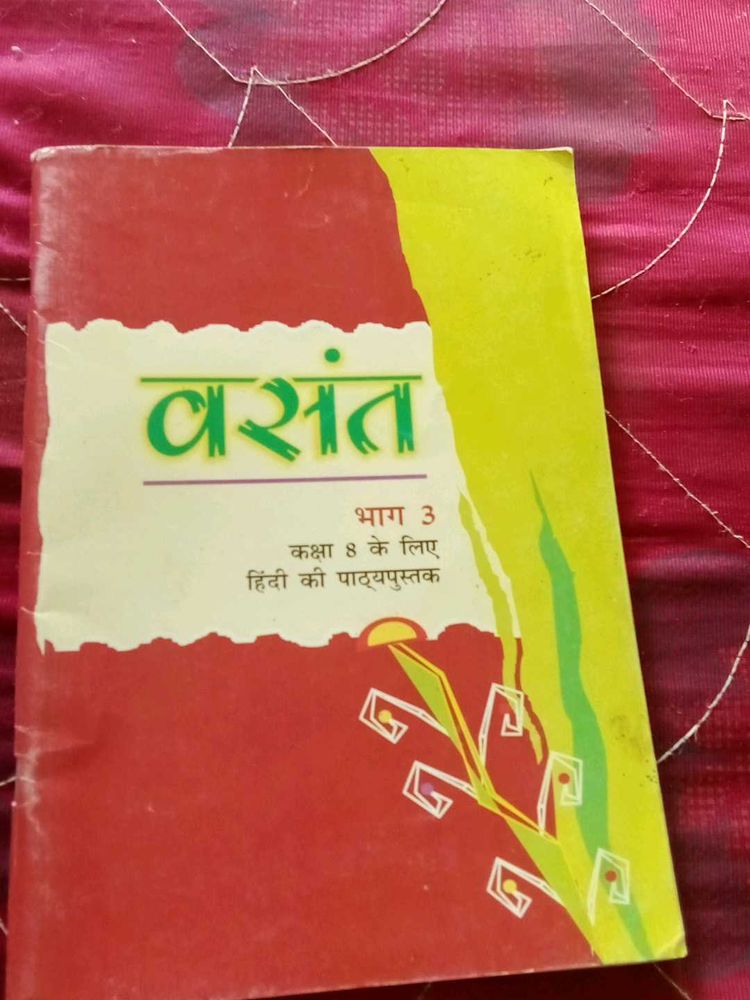 वसंत
भाग 3
कक्षा 8 के लिए
हिंदी की पाठ्यपुस्तक